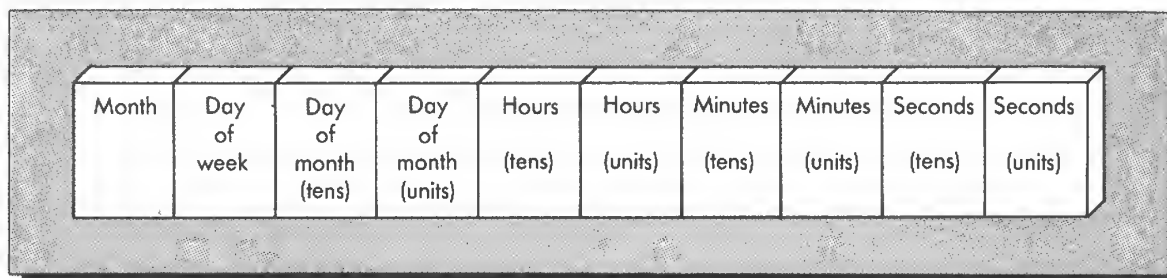 Month
Day
of
week
Day
of
month
(tens)
Day
of
month
(units)
Hours
(tens)
Hours
(units)
Minutes
(tens)
Minutes
(units)
Seconds
(tens)
Seconds
(units)